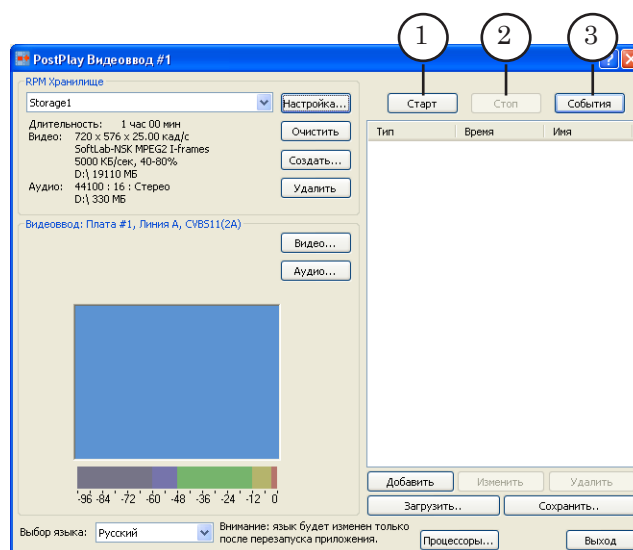 1 2 3
PostPlay Видеоввод #1
RPM Хранилище
Storage1
Настройка...
Старт
Стоп
События
Длительность: 1 час 00 мин
Видео: 720 x 576 x 25.00 кад/с
SoftLab-NSK MPEG2 I-frames
5000 КБ/сек, 40-80%
D:\ 19110 МБ
Аудио: 44100 : 16 : Стерео
D:\ 330 МБ
Очистить
Создать...
Удалить
Тип Время Имя
Видеоввод: Плата #1, Линия A, CVBS11(2A)
Видео...
Аудио...
-96 -84 -72 -60 -48 -36 -24 -12 0
Добавить
Изменить
Удалить
Загрузить..
Сохранить..
Выбор языка:
Русский
Внимание: язык будет изменен только
после перезапуска приложения.
Процессоры...
Выход